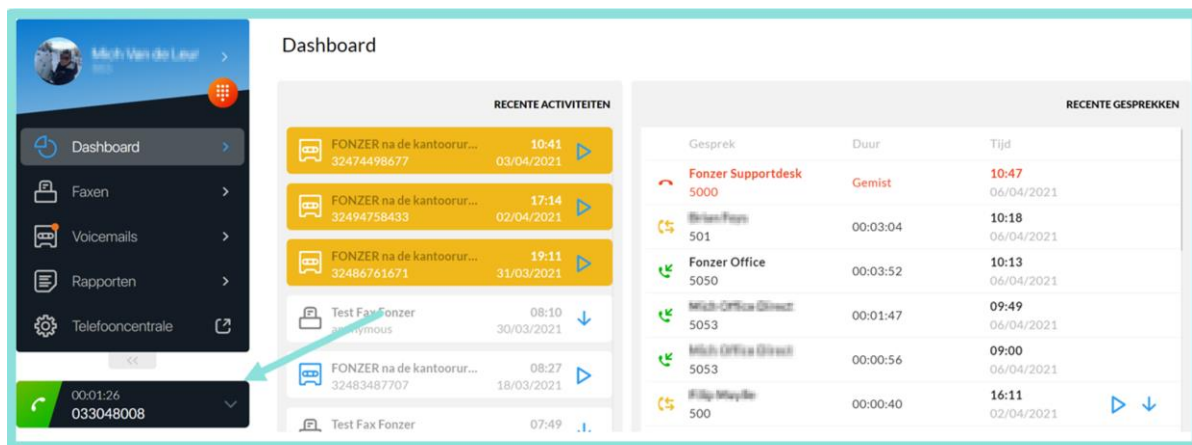 Dashboard
Faxen
Voicemails
Rapporten
Telefooncentrale
<<
00:01:26
033048008
Dashboard
RECENTE ACTIVITEITEN
FONZER na de kantoorur... 10:41
32474498677 03/04/2021
FONZER na de kantoorur... 17:14
32494758433 02/04/2021
FONZER na de kantoorur... 19:11
32486761671 31/03/2021
Test Fax Fonzer 08:10
anonymous 30/03/2021
FONZER na de kantoorur... 08:27
32483487707 18/03/2021
Test Fax Fonzer 07:49
RECENTE GESPREKKEN
Gesprek Duur Tijd
Fonzer Supportdesk 10:47
5000 Gemist 06/04/2021
10:18
501 00:03:04 06/04/2021
Fonzer Office 10:13
5050 00:03:52 06/04/2021
09:49
5053 00:01:47 06/04/2021
09:00
5053 00:00:56 06/04/2021
16:11
500 00:00:40 02/04/2021